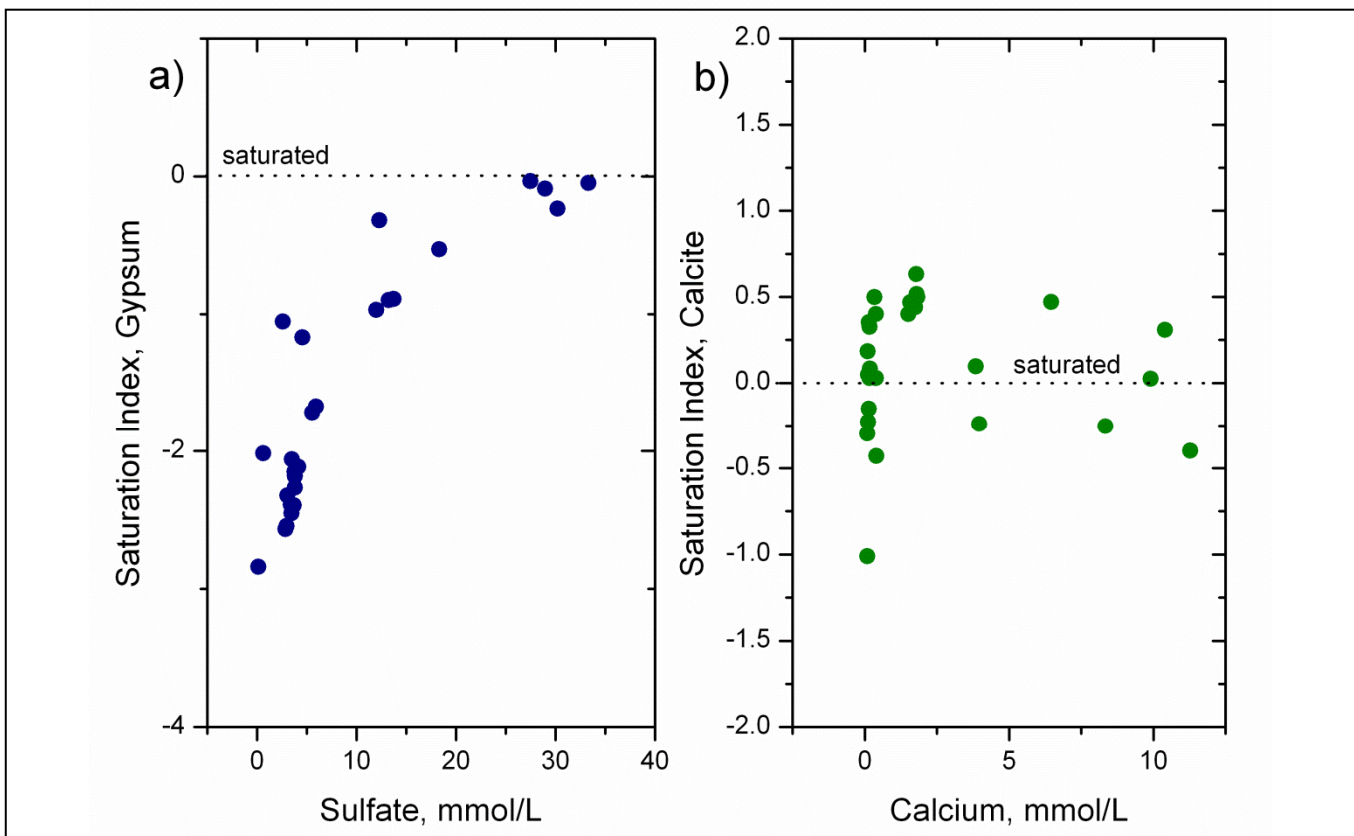 a)
saturated
0
-2
-4
0 10 20 30 40
Sulfate, mmol/L
Saturation Index, Gypsum
b)
2.0
1.5
1.0
0.5
0.0
-0.5
-1.0
-1.5
-2.0
saturated
0 5 10
Calcium, mmol/L
Saturation Index, Calcite